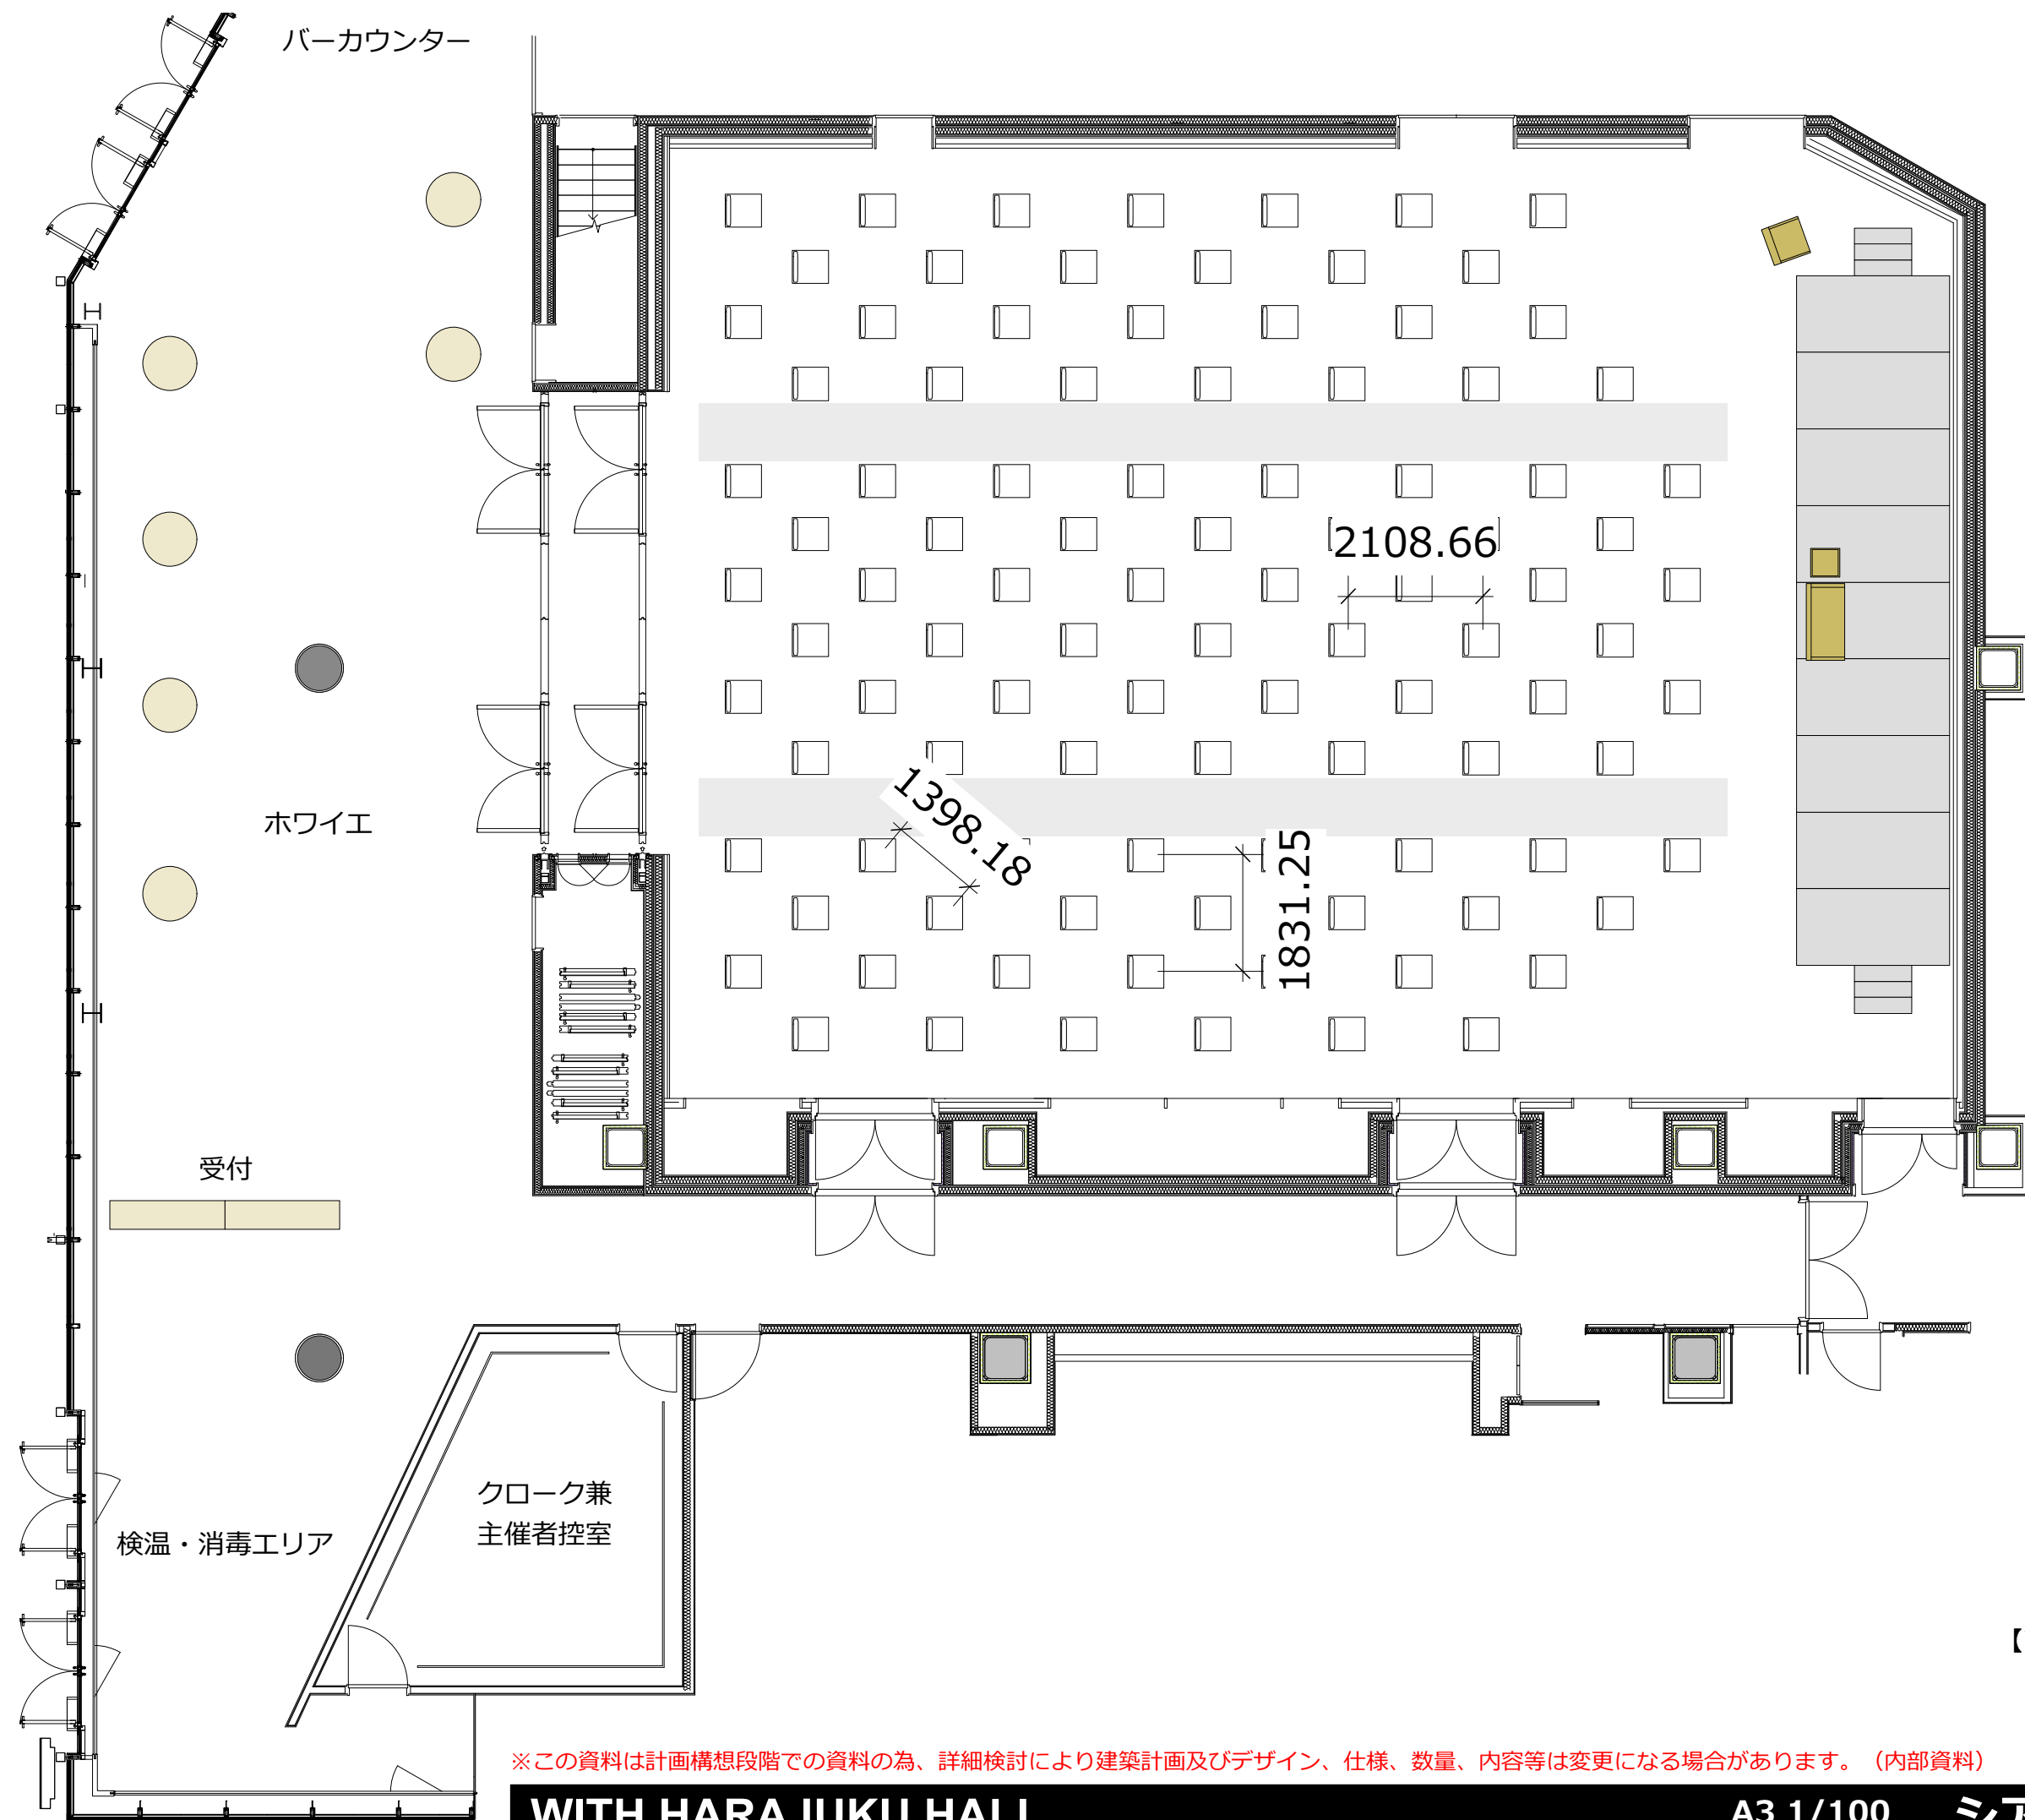 バーカウンター
2108.66
1398.18
1831.25
ホワイエ
受付
クローク兼
主催者控室
検温・消毒エリア
【
※この資料は計画構想段階での資料の為、詳細検討により建築計画及びデザイン、仕様、数量、内容等は変更になる場合があります。（内部資料）
WITH HARAJUKU HALL
A3 1/100
シア